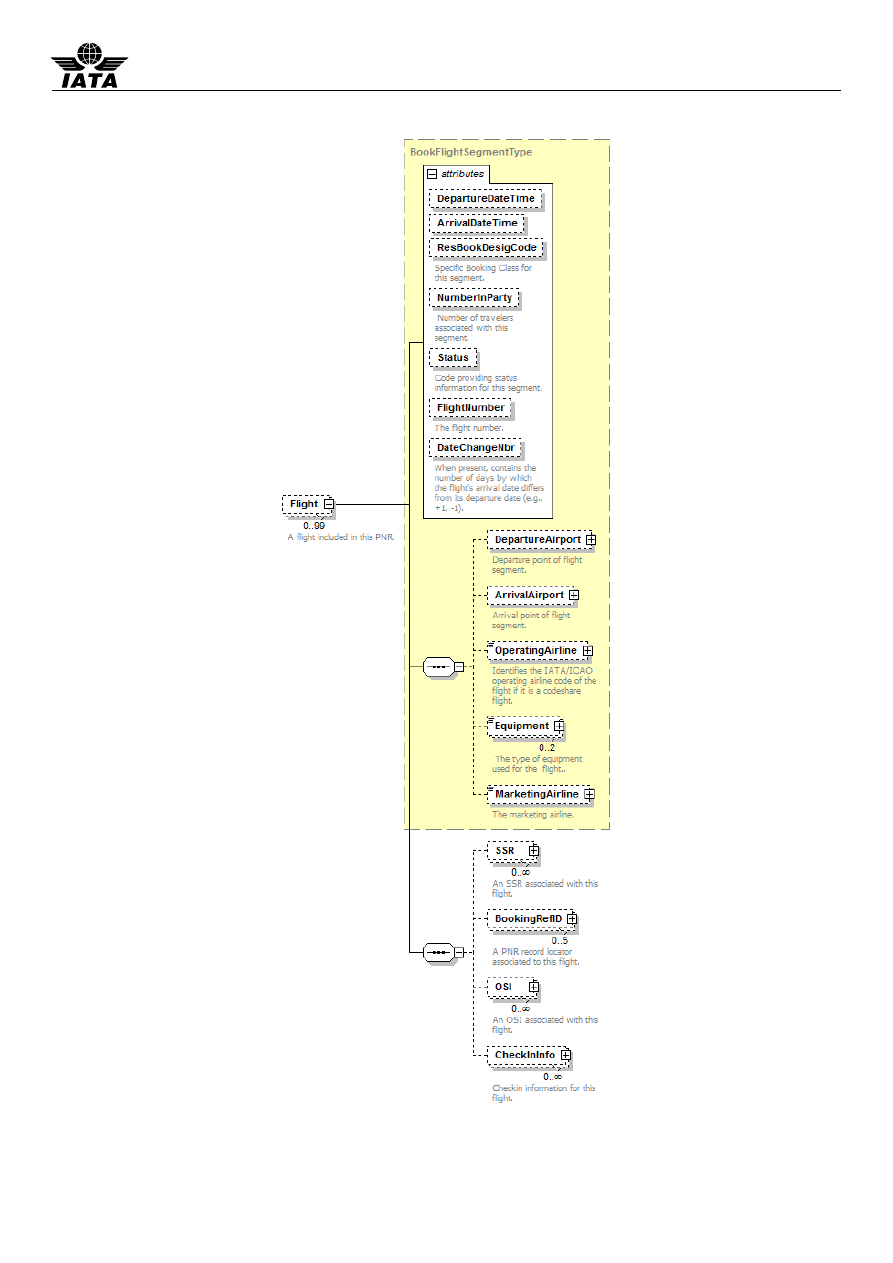 IATA
BookFlightSegmentType
attributes
DepartureDateTime
ArrivalDateTime
ResBookDesigCode
Specific Booking Class for
this segment.
NumberInParty
Number of travelers
associated with this
segment.
Status
Code providing status
information for this segment.
FlightNumber
The flight number.
DateChangeNbr
When present, contains the
number of days by which
the flight's arrival date differs
from its departure date (e.g.,
+1, -1).
Flight
0..99
A flight included in this PNR.
DepartureAirport
Departure point of flight
segment.
ArrivalAirport
Arrival point of flight
segment.
OperatingAirline
Identifies the IATA/ICAO
operating airline code of the
flight if it is a codeshare
flight.
Equipment
0..2
The type of equipment
used for the flight..
MarketingAirline
The marketing airline.
SSR
0..∞
An SSR associated with this
flight.
BookingRefID
0..5
A PNR record locator
associated to this flight.
OSI
0..∞
An OSI associated with this
flight.
CheckInInfo
0..∞
Checkin information for this
flight.